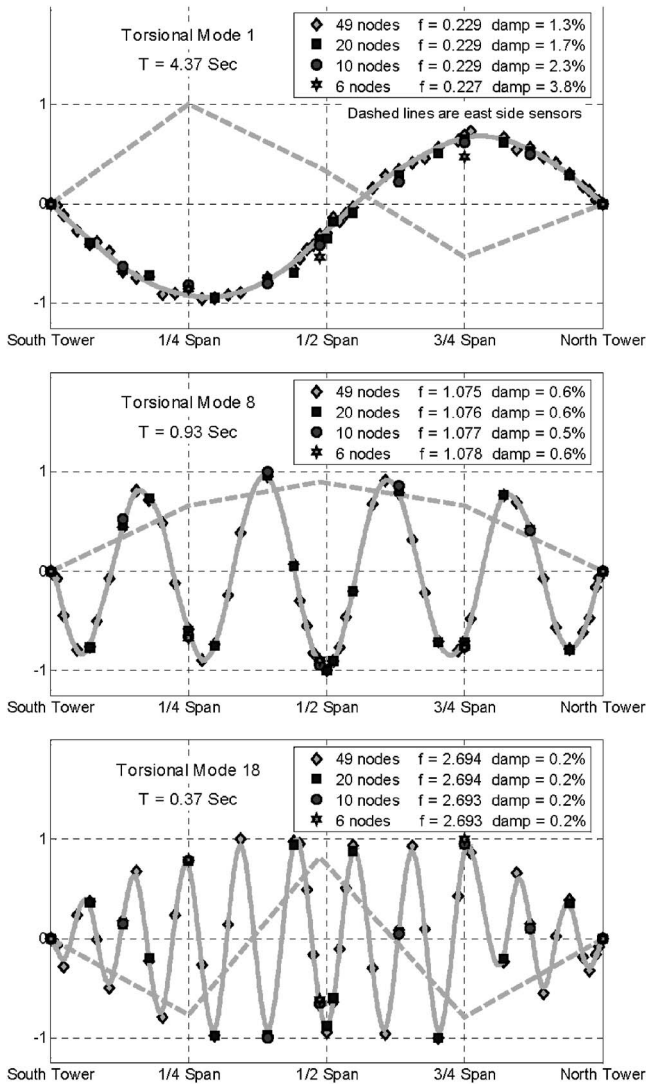 Torsional Mode 1
T = 4.37 Sec
49 nodes f = 0.229 damp = 1.3%
20 nodes f = 0.229 damp = 1.7%
10 nodes f = 0.229 damp = 2.3%
6 nodes f = 0.227 damp = 3.8%
Dashed lines are east side sensors
1
0
-1
South Tower 1/4 Span 1/2 Span 3/4 Span North Tower
Torsional Mode 8
T = 0.93 Sec
49 nodes f = 1.075 damp = 0.6%
20 nodes f = 1.076 damp = 0.6%
10 nodes f = 1.077 damp = 0.5%
6 nodes f = 1.078 damp = 0.6%
1
0
-1
South Tower 1/4 Span 1/2 Span 3/4 Span North Tower
Torsional Mode 18
T = 0.37 Sec
49 nodes f = 2.694 damp = 0.2%
20 nodes f = 2.694 damp = 0.2%
10 nodes f = 2.693 damp = 0.2%
6 nodes f = 2.693 damp = 0.2%
1
0
-1
South Tower 1/4 Span 1/2 Span 3/4 Span North Tower